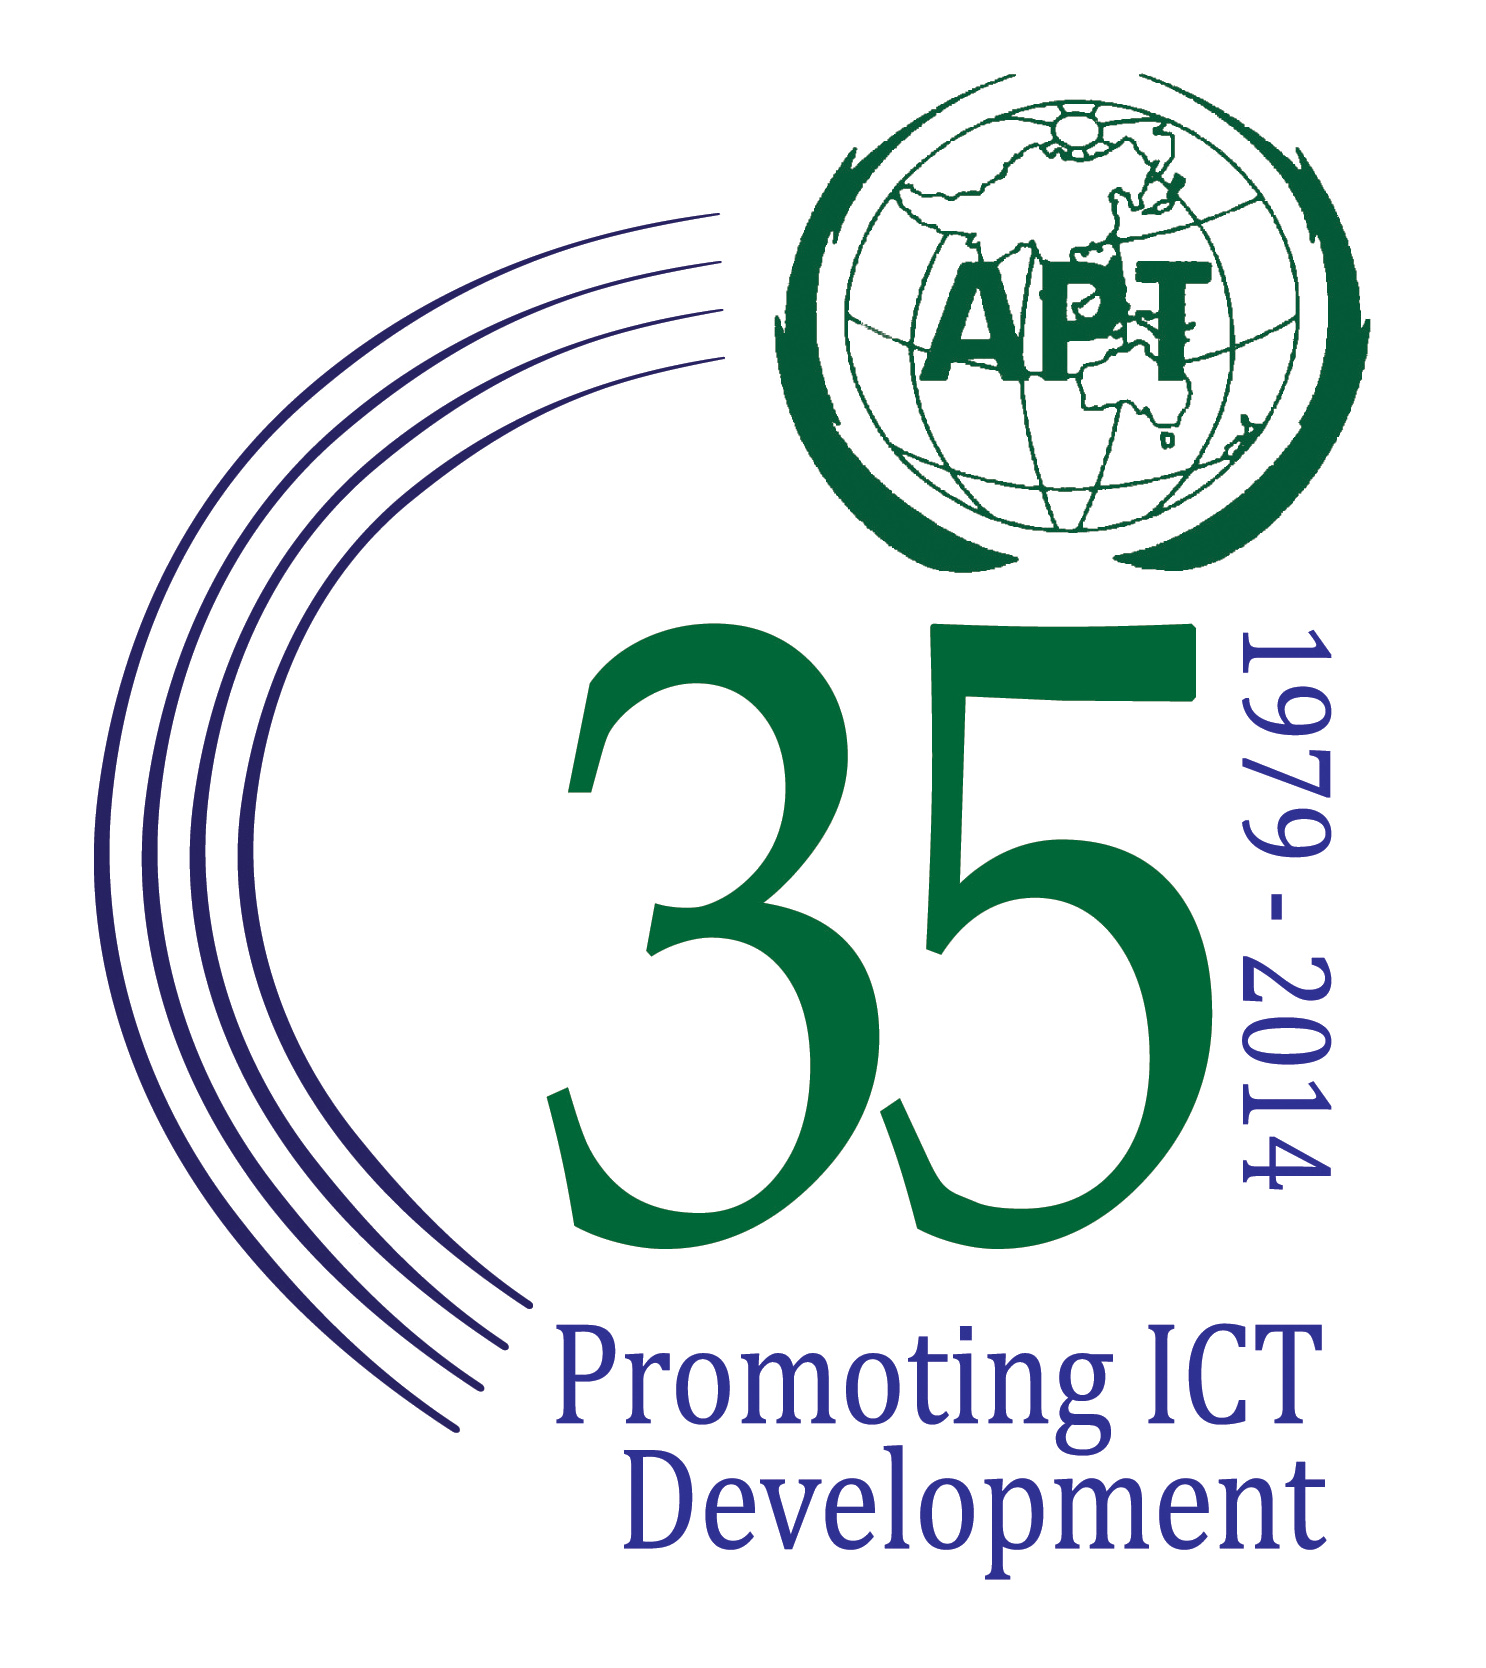 APT
35
1979 - 2014
Promoting ICT
Development